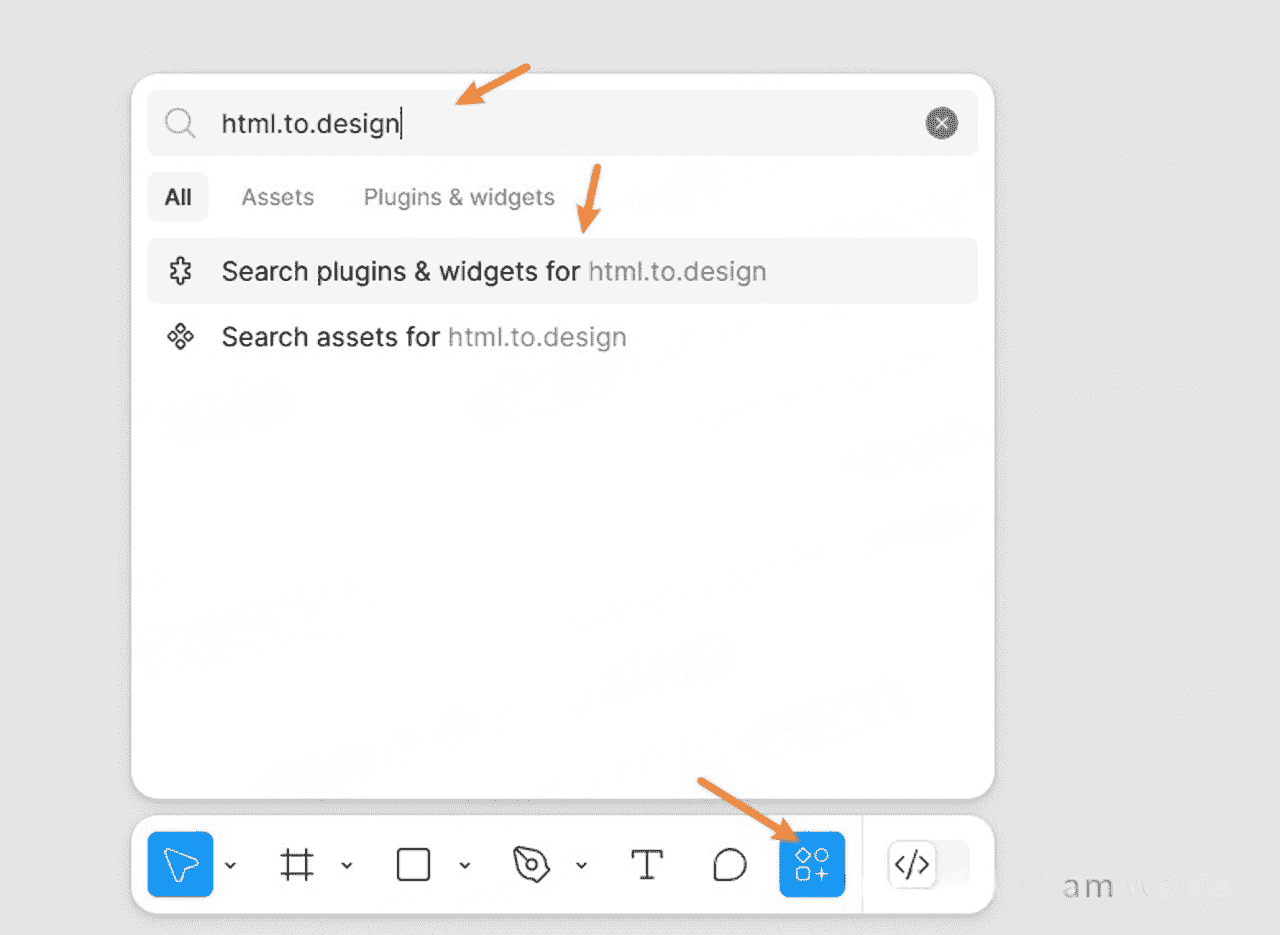 html.to.design
All Assets Plugins & widgets
Search plugins & widgets for html.to.design
Search assets for html.to.design
am